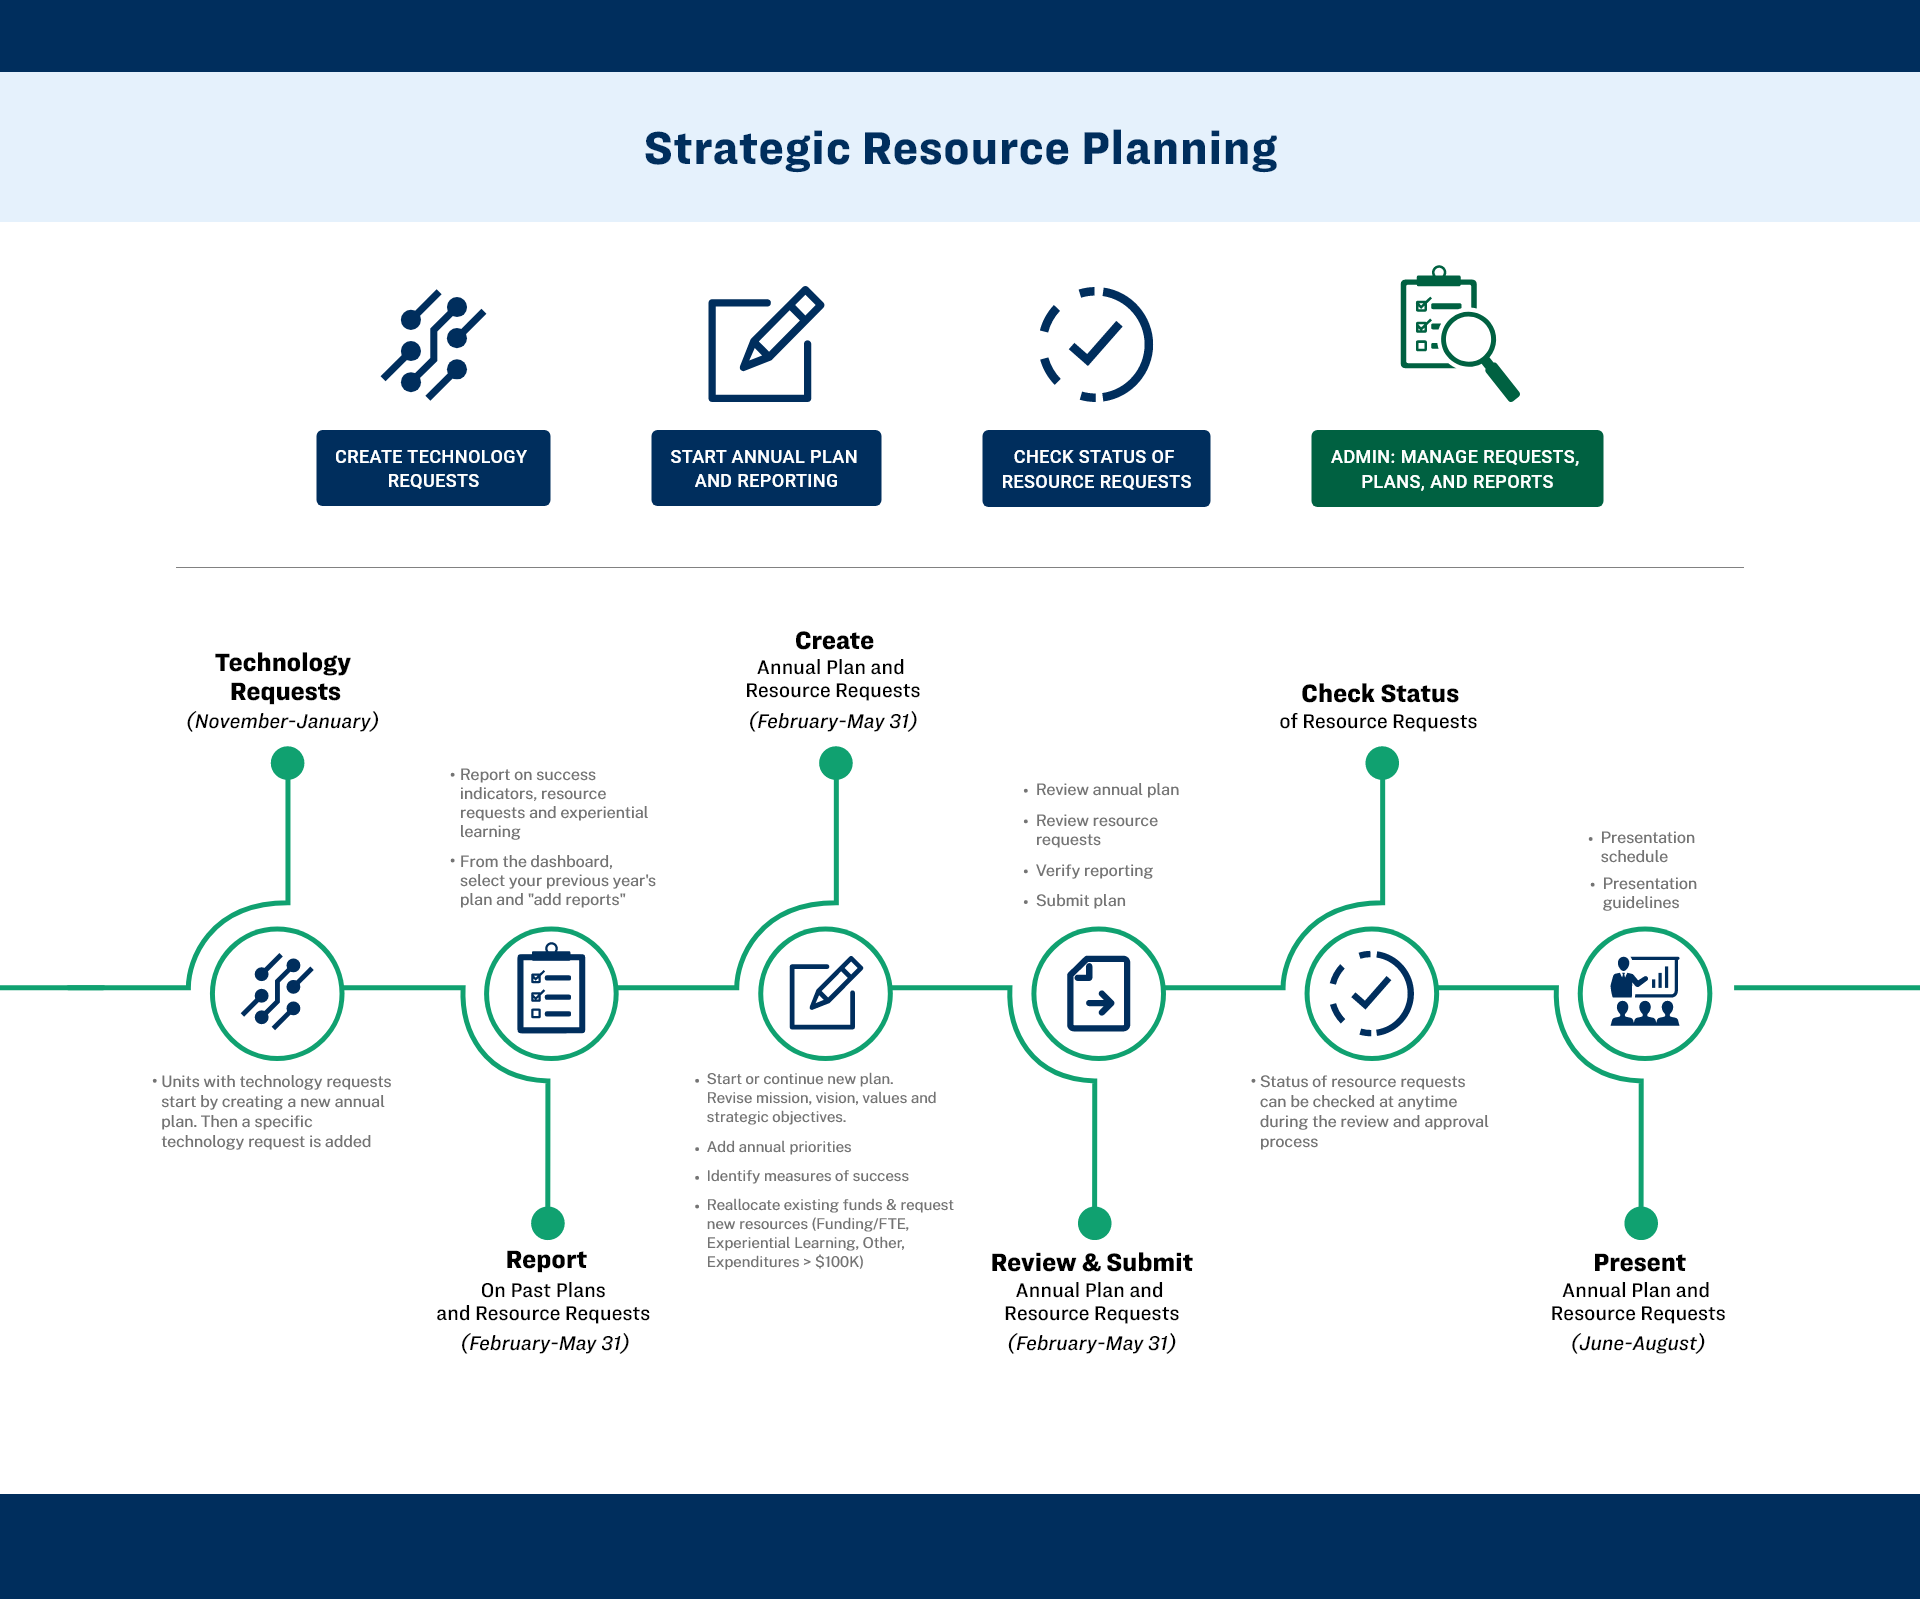 Strategic Resource Planning
CREATE TECHNOLOGY
REQUESTS
START ANNUAL PLAN
AND REPORTING
CHECK STATUS OF
RESOURCE REQUESTS
ADMIN: MANAGE REQUESTS,
PLANS, AND REPORTS
Technology
Requests
(November-January)
• Units with technology requests
start by creating a new annual
plan. Then a specific
technology request is added
• Report on success
indicators, resource
requests and experiential
learning
• From the dashboard,
select your previous year's
plan and "add reports"
Report
On Past Plans
and Resource Requests
(February-May 31)
Create
Annual Plan and
Resource Requests
(February-May 31)
• Start or continue new plan.
Revise mission, vision, values and
strategic objectives.
• Add annual priorities
• Identify measures of success
• Reallocate existing funds & request
new resources (Funding/FTE,
Experiential Learning, Other,
Expenditures > $100K)
• Review annual plan
• Review resource
requests
• Verify reporting
• Submit plan
Review & Submit
Annual Plan and
Resource Requests
(February-May 31)
Check Status
of Resource Requests
• Status of resource requests
can be checked at anytime
during the review and approval
process
• Presentation
schedule
• Presentation
guidelines
Present
Annual Plan and
Resource Requests
(June-August)